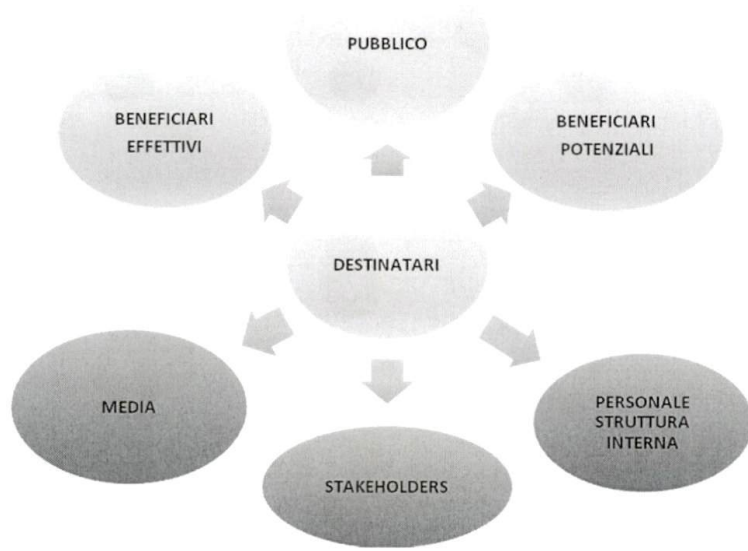 PUBBLICO
BENEFICIARI
EFFETTIVI
BENEFICIARI
POTENZIALI
DESTINATARI
MEDIA
PERSONALE
STRUTTURA
INTERNA
STAKEHOLDERS